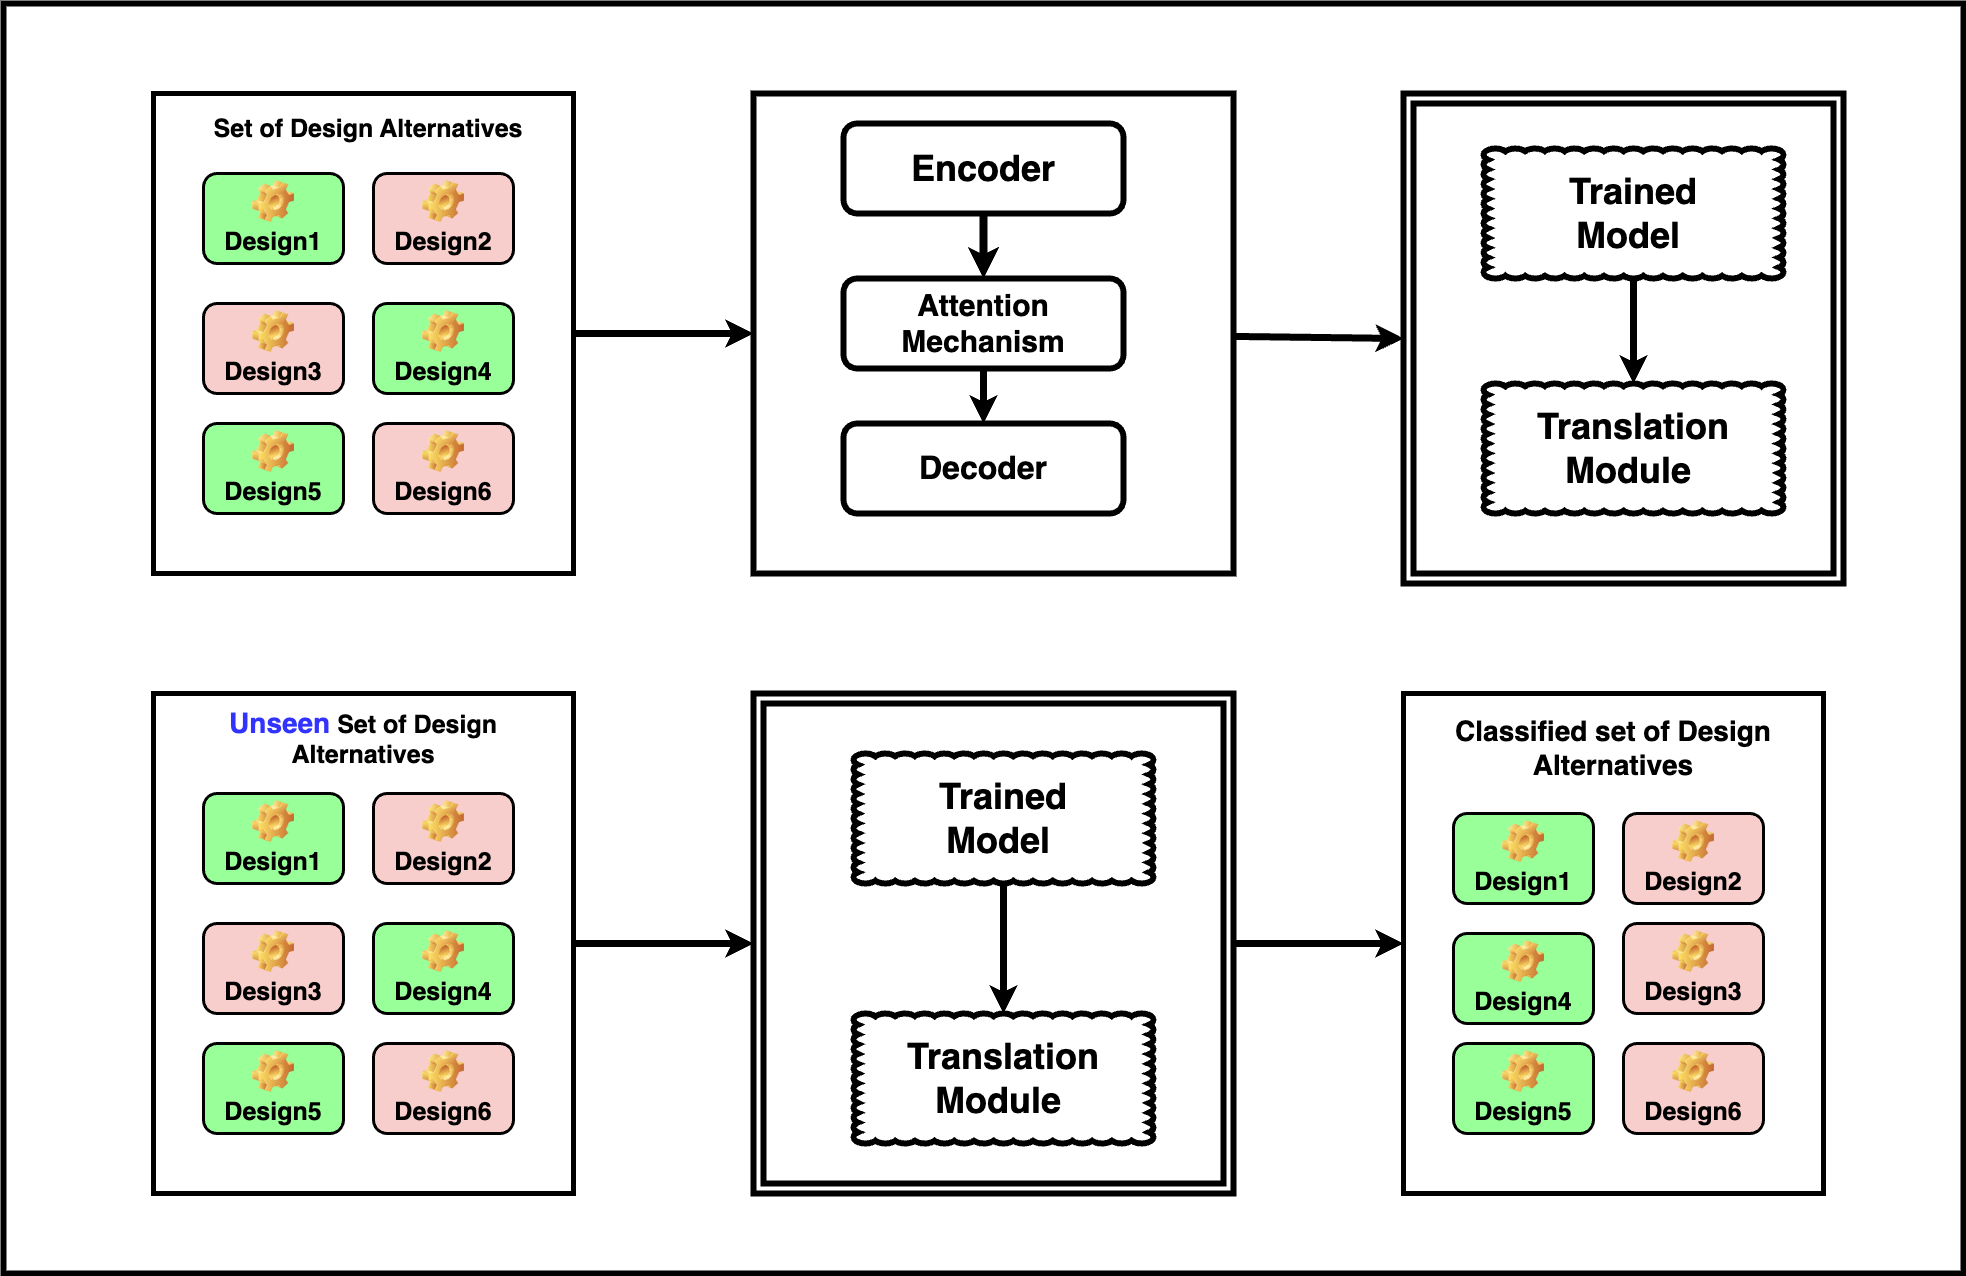 Set of Design Alternatives
Design1
Design2
Design3
Design4
Design5
Design6
Encoder
Attention
Mechanism
Decoder
Trained
Model
Translation
Module
Unseen Set of Design
Alternatives
Design1
Design2
Design3
Design4
Design5
Design6
Trained
Model
Translation
Module
Classified set of Design
Alternatives
Design1
Design2
Design4
Design3
Design5
Design6